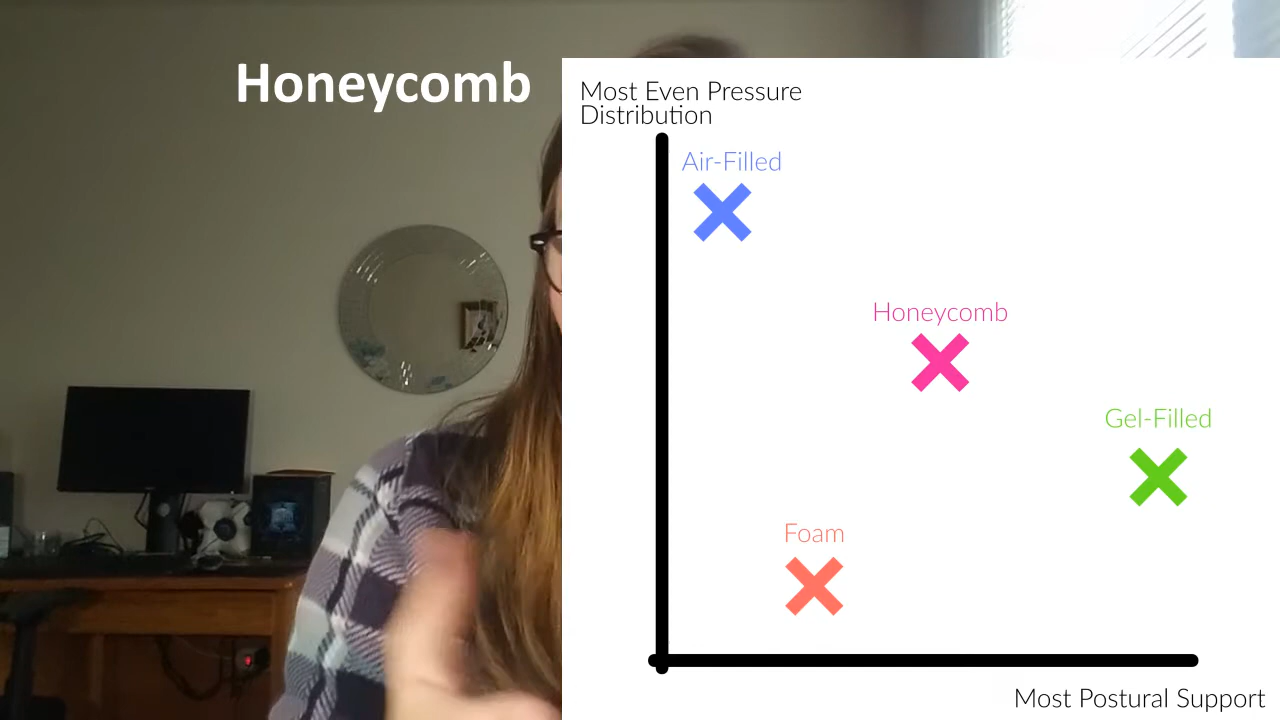 Honeycomb
Most Even Pressure
Distribution
Air-Filled
Honeycomb
Gel-Filled
Foam
Most Postural Support